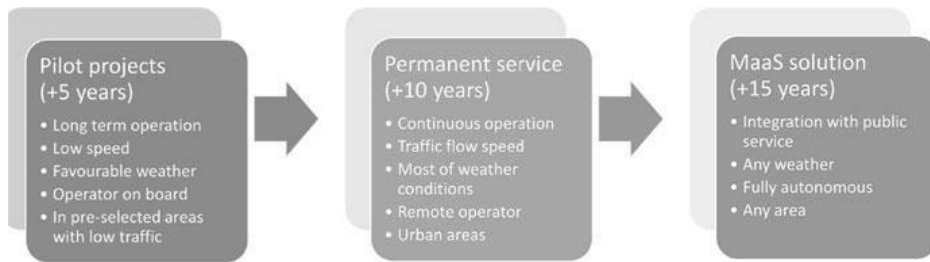 Pilot projects
(+5 years)
• Long term operation
• Low speed
• Favourable weather
• Operator on board
• In pre-selected areas
with low traffic
Permanent service
(+10 years)
• Continuous operation
• Traffic flow speed
• Most of weather
conditions
• Remote operator
• Urban areas
MaaS solution
(+15 years)
• Integration with public
service
• Any weather
• Fully autonomous
• Any area